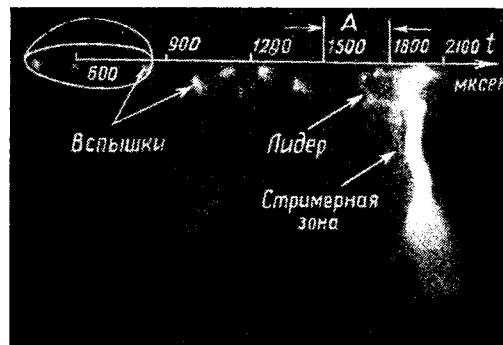 А
600 900 1200 1500 1800 2100 t
мксек
Вспышки
Лидер
Стримерная
зона